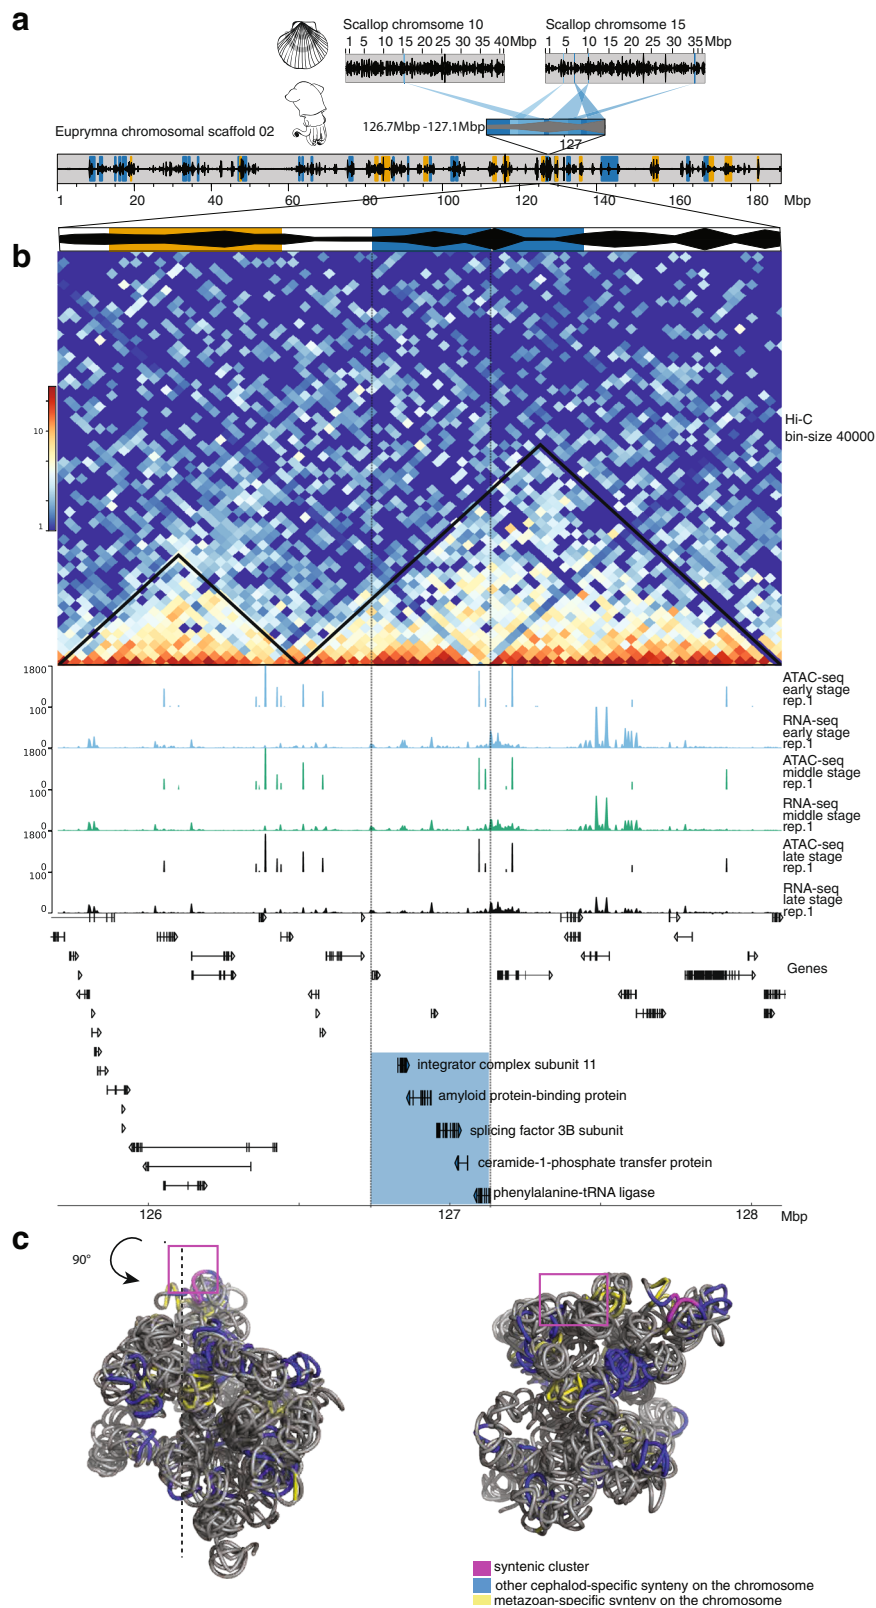 a
Scallop chromsome 10
1 5 10 15 20 25 30 35 40Mbp
Scallop chromosome 15
1 5 10 15 20 25 30 35 Mbp
126.7Mbp -127.1Mbp
127
Euprymna chromosomal scaffold 02
1 20 40 60 80 100 120 140 160 182 Mbp
b
10
1
Hi-C
bin-size 40000
1800
0
ATAC-seq
early stage
rep.1
100
0
RNA-seq
early stage
rep.1
1800
0
ATAC-seq
middle stage
rep.1
100
0
RNA-seq
middle stage
rep.1
1800
0
ATAC-seq
late stage
rep.1
100
0
RNA-seq
late stage
rep.1
Genes
integrator complex subunit 11
amyloid protein-binding protein
splicing factor 3B subunit
ceramide-1-phosphate transfer protein
phenylalanine-tRNA ligase
126 127 128 Mbp
c
90°
syntenic cluster
other cephalod-specific synteny on the chromosome
metazoan-specific synteny on the chromosome